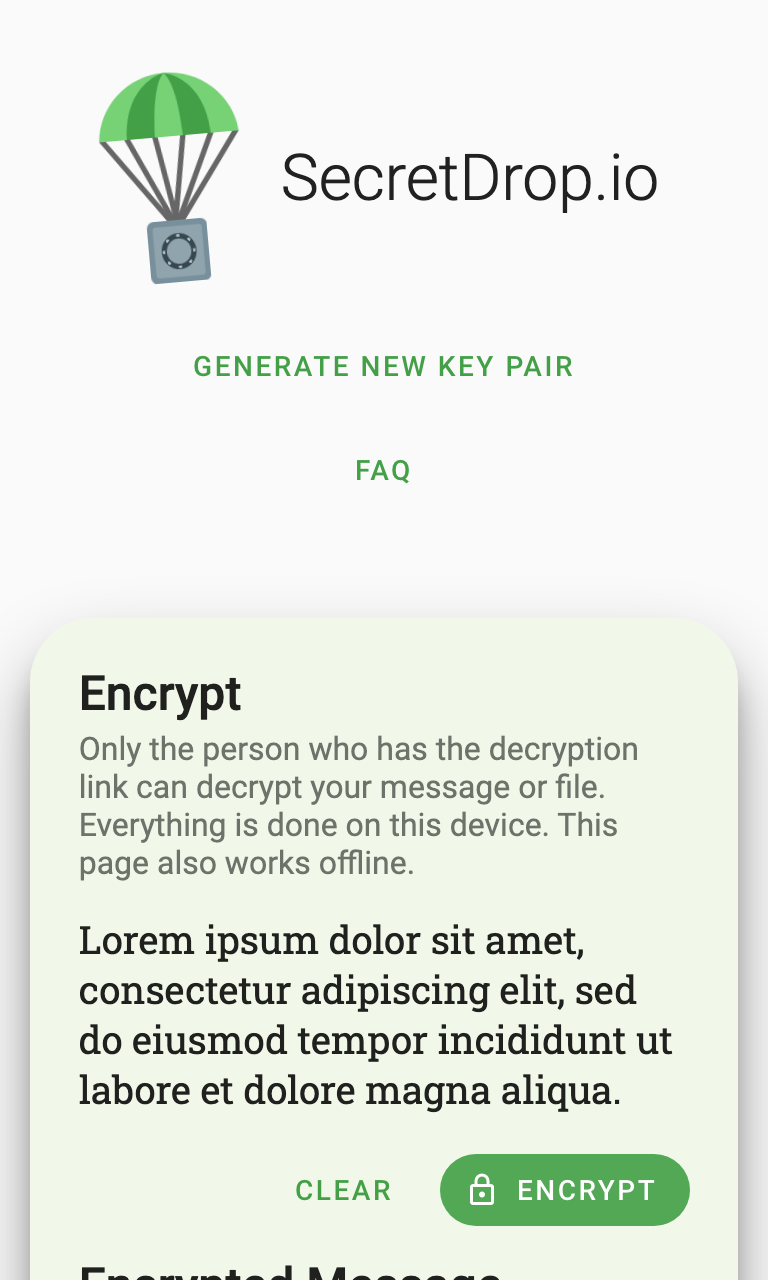 SecretDrop.io
GENERATE NEW KEY PAIR
FAQ
Encrypt
Only the person who has the decryption
link can decrypt your message or file.
Everything is done on this device. This
page also works offline.
Lorem ipsum dolor sit amet,
consectetur adipiscing elit, sed
do eiusmod tempor incididunt ut
labore et dolore magna aliqua.
CLEAR
ENCRYPT
Encrypted Message